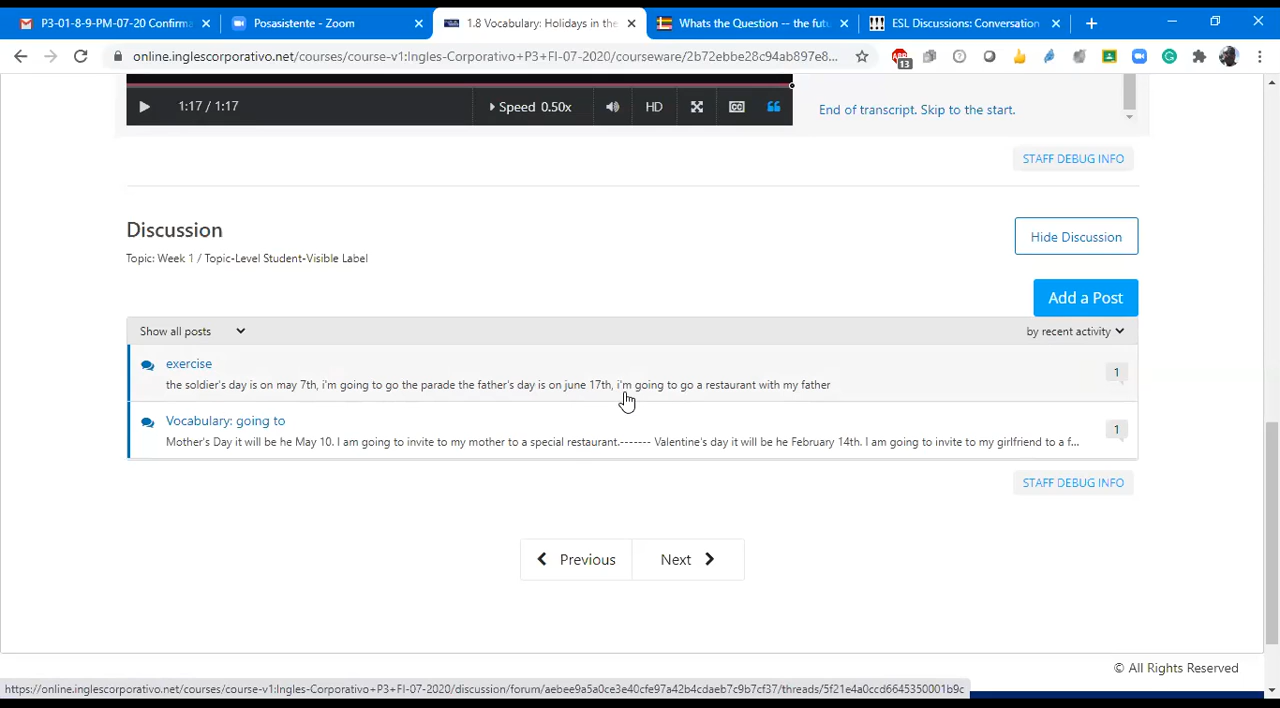 P3-01-8-9-PM-07-20 Confirma
Posasistente - Zoom
1.8 Vocabulary: Holidays in the
Whats the Question -- the futu
ESL Discussions: Conversation
online.inglescorporativo.net/courses/course-v1:Ingles-Corporativo+P3+FI-07-2020/courseware/2b72ebbe28c94ab897e8...
13
1:17 / 1:17
Speed 0.50x
HD
End of transcript. Skip to the start.
STAFF DEBUG INFO
Discussion
Hide Discussion
Topic: Week 1 / Topic-Level Student-Visible Label
Add a Post
Show all posts
by recent activity
exercise
1
the soldier's day is on may 7th, i'm going to go the parade the father's day is on june 17th, i'm going to go a restaurant with my father
Vocabulary: going to
1
Mother's Day it will be he May 10. I am going to invite to my mother to a special restaurant.------- Valentine's day it will be he February 14th. I am going to invite to my girlfriend to a f...
STAFF DEBUG INFO
Previous
Next
© All Rights Reserved
https://online.inglescorporativo.net/courses/course-v1:Ingles-Corporativo+P3+FI-07-2020/discussion/forum/aebee9a5a0ce3e40cfe97a42b4cdaeb7c9b7cf37/threads/5f21e4a0ccd6645350001b9c